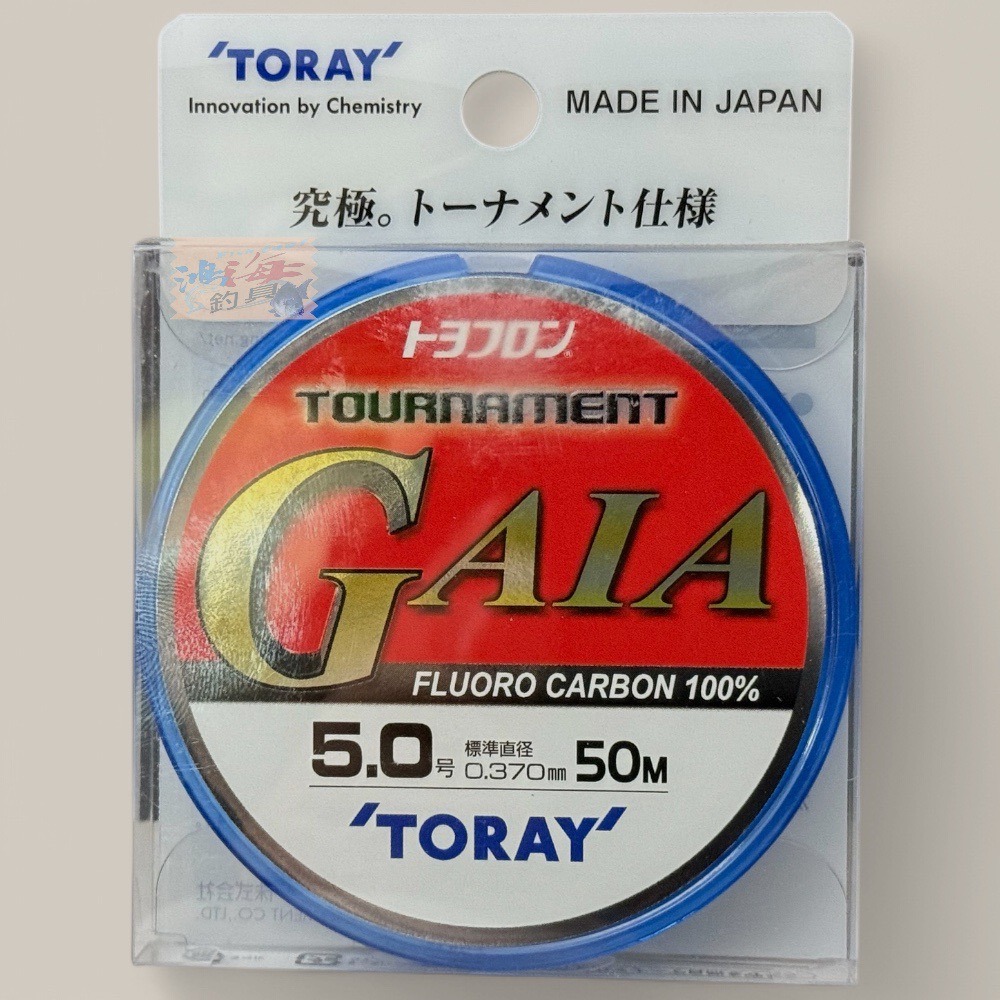 TORAY
Innovation by Chemistry
MADE IN JAPAN
究極。トーナメント仕様
釣具
トヨフロン®
TOURNAMENT
GAIA
FLUORO CARBON 100%
5.0号 標準直径 0.370mm 50M
TORAY